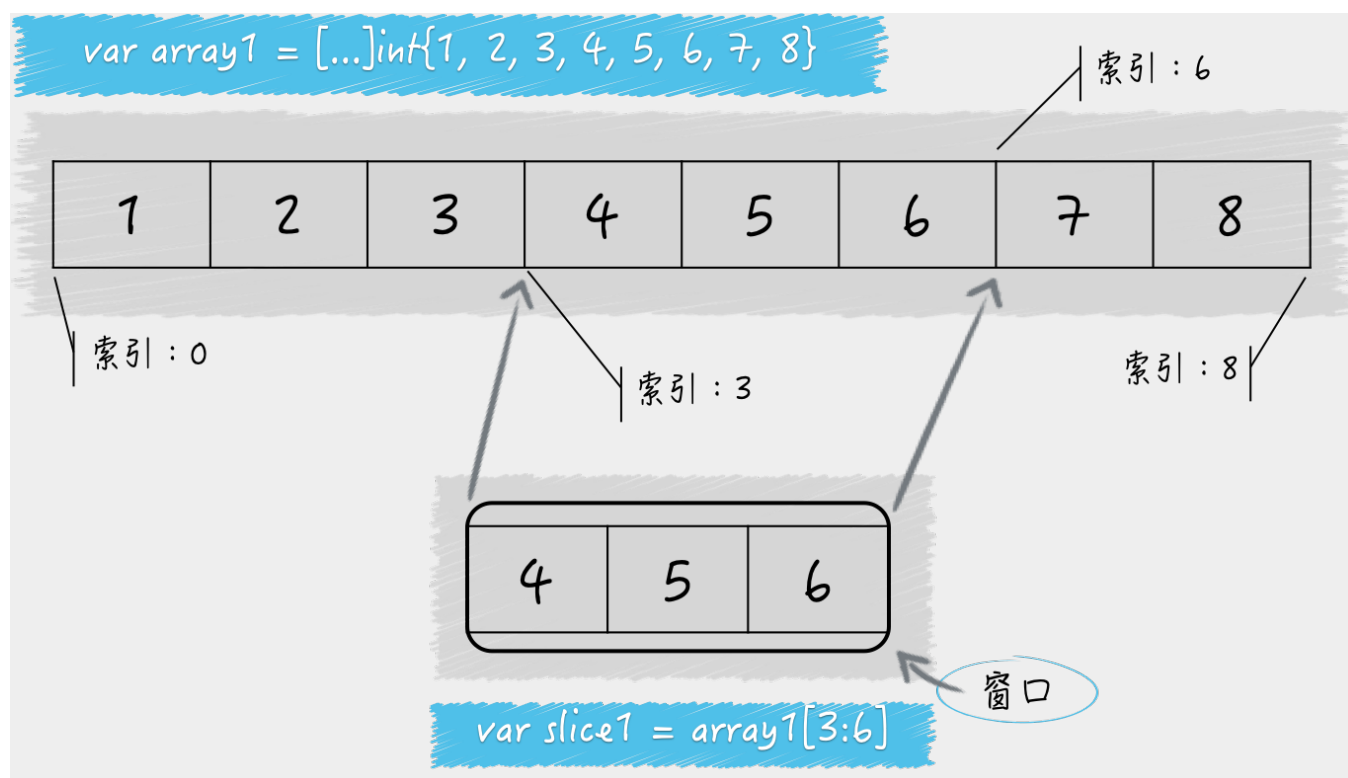 var array1 = [...]int{1, 2, 3, 4, 5, 6, 7, 8}
索引：6
1 2 3 4 5 6 7 8
索引：0
索引：3
索引：8
4 5 6
窗口
var slice1 = array1[3:6]